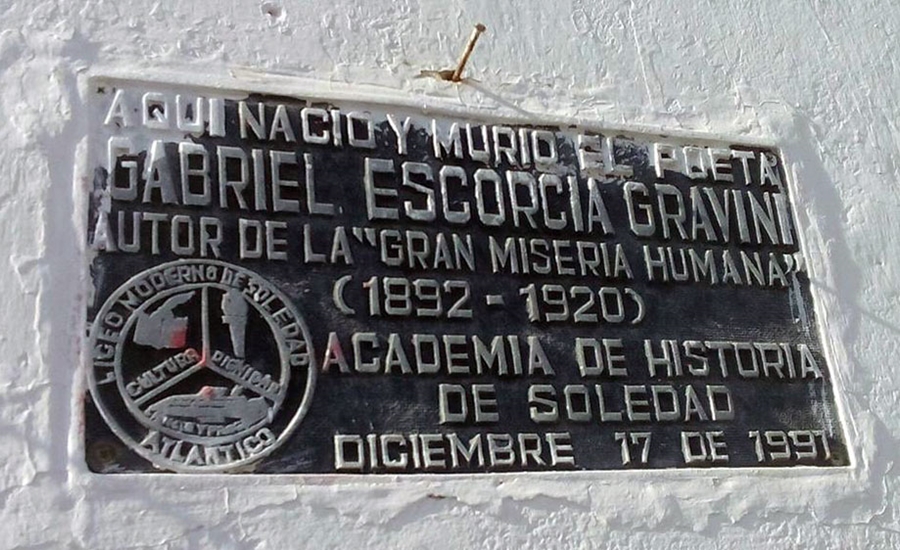 AQUI NACIO Y MURIO EL POETA
GABRIEL ESCORCIA GRAVINI
AUTOR DE LA "GRAN MISERIA HUMANA"
(1892 - 1920)
ACADEMIA DE HISTORIA
DE SOLEDAD
DICIEMBRE 17 DE 1991
LICEO MODERNO DE SOLEDAD
CULTURA DIGNIDAD
ATLANTICO